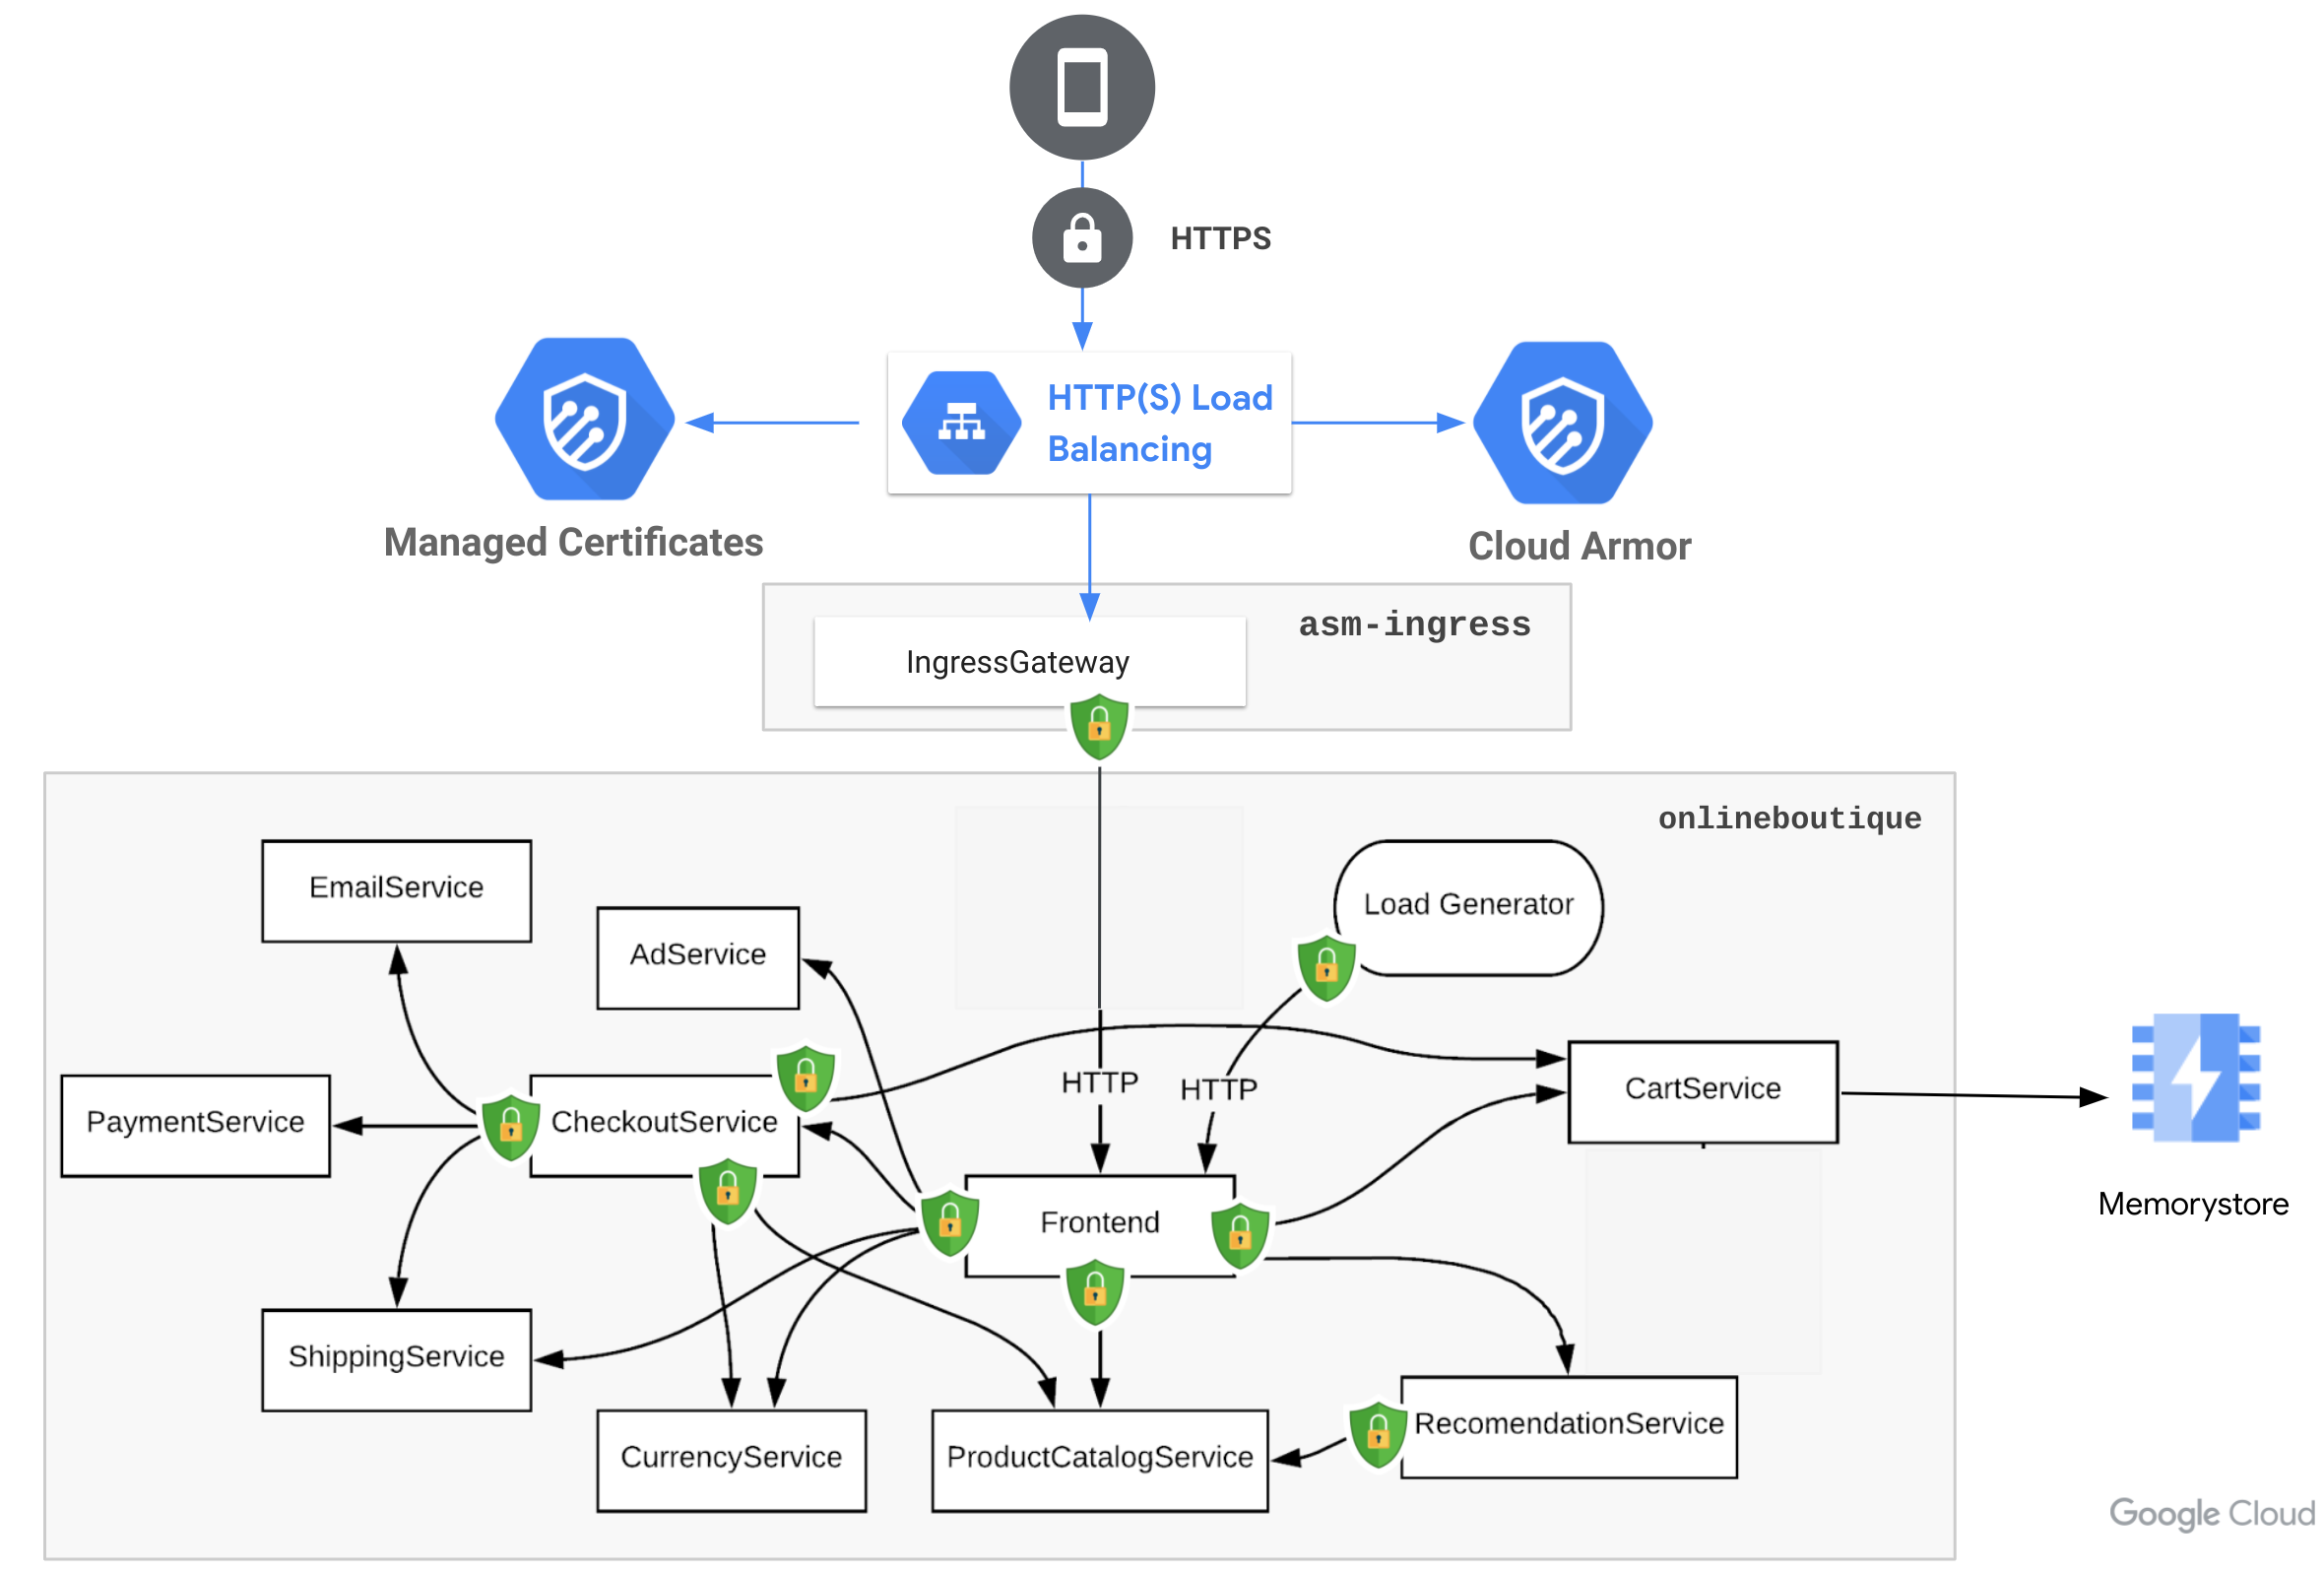 HTTPS
HTTP(S) Load
Balancing
Managed Certificates
Cloud Armor
asm-ingress
IngressGateway
onlineboutique
EmailService
Load Generator
AdService
HTTP
HTTP
CartService
PaymentService
CheckoutService
Memorystore
Frontend
ShippingService
RecomendationService
CurrencyService
ProductCatalogService
Google Cloud